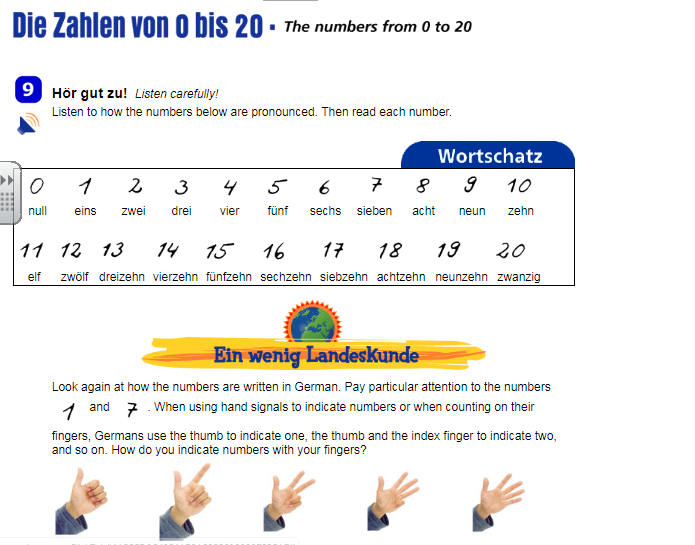 Die Zahlen von 0 bis 20 ▪ The numbers from 0 to 20
9 Hör gut zu! Listen carefully!
Listen to how the numbers below are pronounced. Then read each number.
Wortschatz
0 1 2 3 4 5 6 7 8 9 10
null eins zwei drei vier fünf sechs sieben acht neun zehn
11 12 13 14 15 16 17 18 19 20
elf zwölf dreizehn vierzehn fünfzehn sechzehn siebzehn achtzehn neunzehn zwanzig
Ein wenig Landeskunde
Look again at how the numbers are written in German. Pay particular attention to the numbers
1 and 7 . When using hand signals to indicate numbers or when counting on their
fingers, Germans use the thumb to indicate one, the thumb and the index finger to indicate two,
and so on. How do you indicate numbers with your fingers?